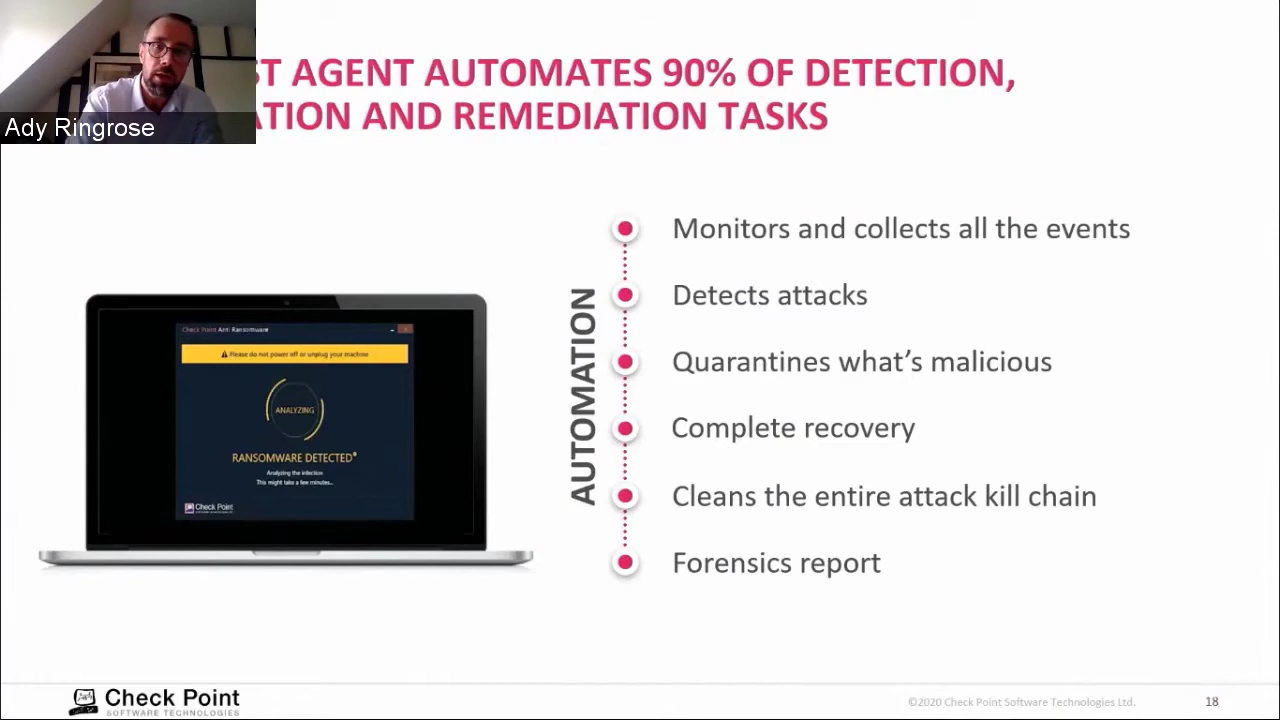 ST AGENT AUTOMATES 90% OF DETECTION,
ATION AND REMEDIATION TASKS
Ady Ringrose
Monitors and collects all the events
Detects attacks
Quarantines what’s malicious
Complete recovery
Cleans the entire attack kill chain
Forensics report
AUTOMATION
Check Point Anti Ransomware
Please do not power off or unplug your machine
ANALYZING
RANSOMWARE DETECTED
Analyzing the infection
This might take a few minutes...
Check Point
SOFTWARE TECHNOLOGIES
Check Point
SOFTWARE TECHNOLOGIES
©2020 Check Point Software Technologies Ltd.
18